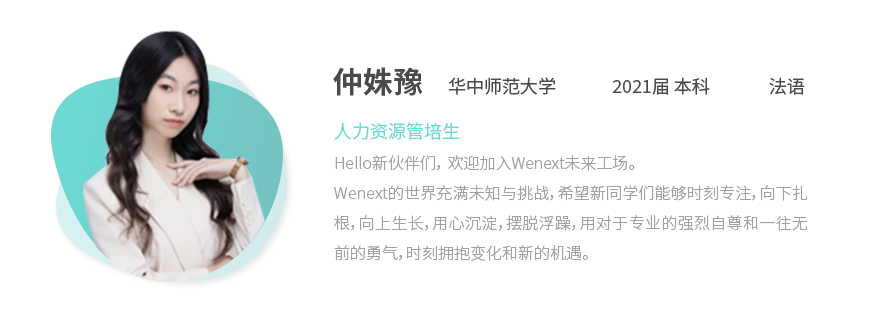 仲姝豫 华中师范大学 2021届 本科 法语
人力资源管培生
Hello新伙伴们, 欢迎加入Wenext未来工场。
Wenext的世界充满未知与挑战, 希望新同学们能够时刻专注, 向下扎
根, 向上生长, 用心沉淀, 摆脱浮躁, 用对于专业的强烈自尊和一往无
前的勇气, 时刻拥抱变化和新的机遇。